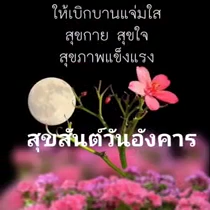 ให้เบิกบานแจ่มใส
สุขกาย สุขใจ
สุขภาพแข็งแรง
สุขสันต์วันอังคาร